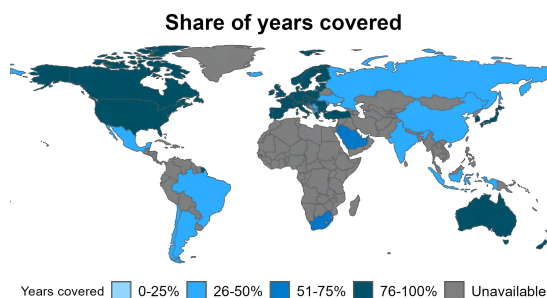 Share of years covered
Years covered 0-25% 26-50% 51-75% 76-100% Unavailable